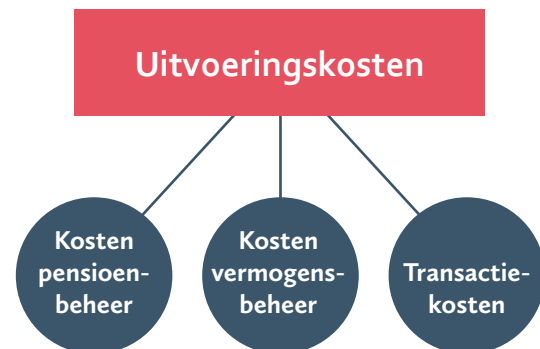 Uitvoeringskosten
Kosten
pensioen-
beheer
Kosten
vermogens-
beheer
Transactie-
kosten